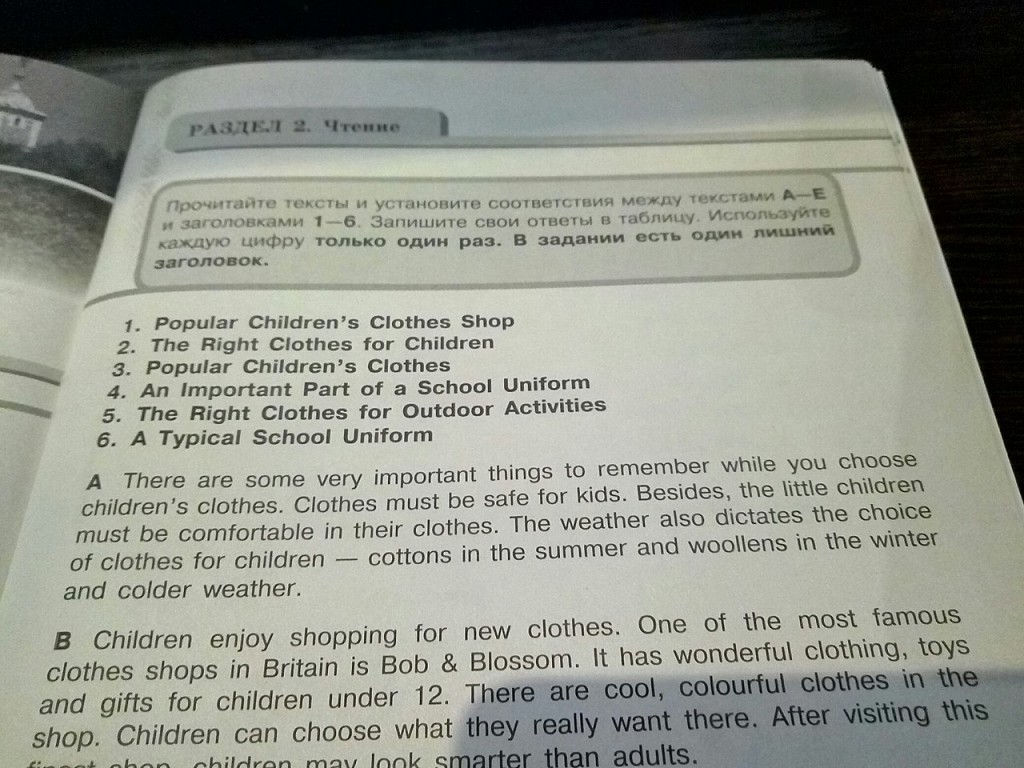 РАЗДЕЛ 2. Чтение
Прочитайте тексты и установите соответствия между текстами А—Е
и заголовками 1—6. Запишите свои ответы в таблицу. Используйте
каждую цифру только один раз. В задании есть один лишний
заголовок.
1. Popular Children's Clothes Shop
2. The Right Clothes for Children
3. Popular Children's Clothes
4. An Important Part of a School Uniform
5. The Right Clothes for Outdoor Activities
6. A Typical School Uniform
A There are some very important things to remember while you choose
children's clothes. Clothes must be safe for kids. Besides, the little children
must be comfortable in their clothes. The weather also dictates the choice
of clothes for children — cottons in the summer and woollens in the winter
and colder weather.
B Children enjoy shopping for new clothes. One of the most famous
clothes shops in Britain is Bob & Blossom. It has wonderful clothing, toys
and gifts for children under 12. There are cool, colourful clothes in the
shop. Children can choose what they really want there. After visiting this
shop, children may look smarter than adults.